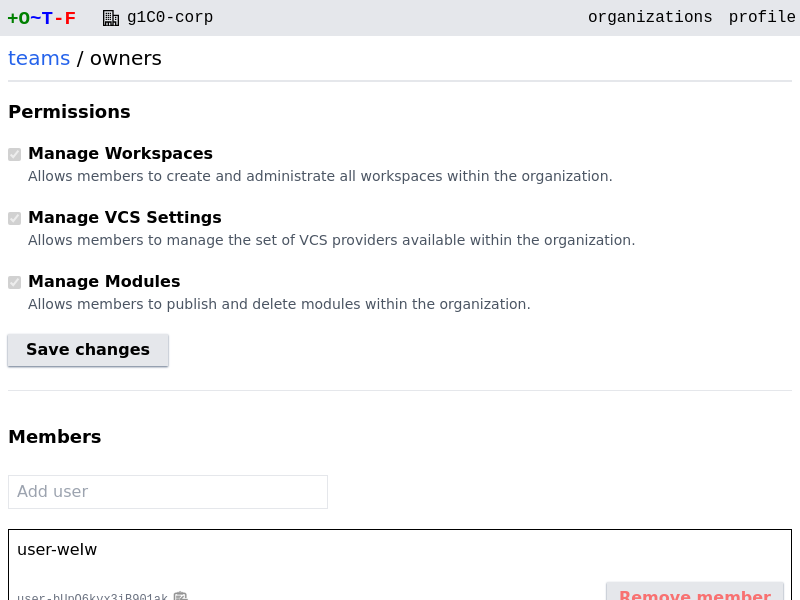 +O~T-F g1C0-corp organizations profile
teams / owners
Permissions
Manage Workspaces
Allows members to create and administrate all workspaces within the organization.
Manage VCS Settings
Allows members to manage the set of VCS providers available within the organization.
Manage Modules
Allows members to publish and delete modules within the organization.
Save changes
Members
Add user
user-welw
Remove member